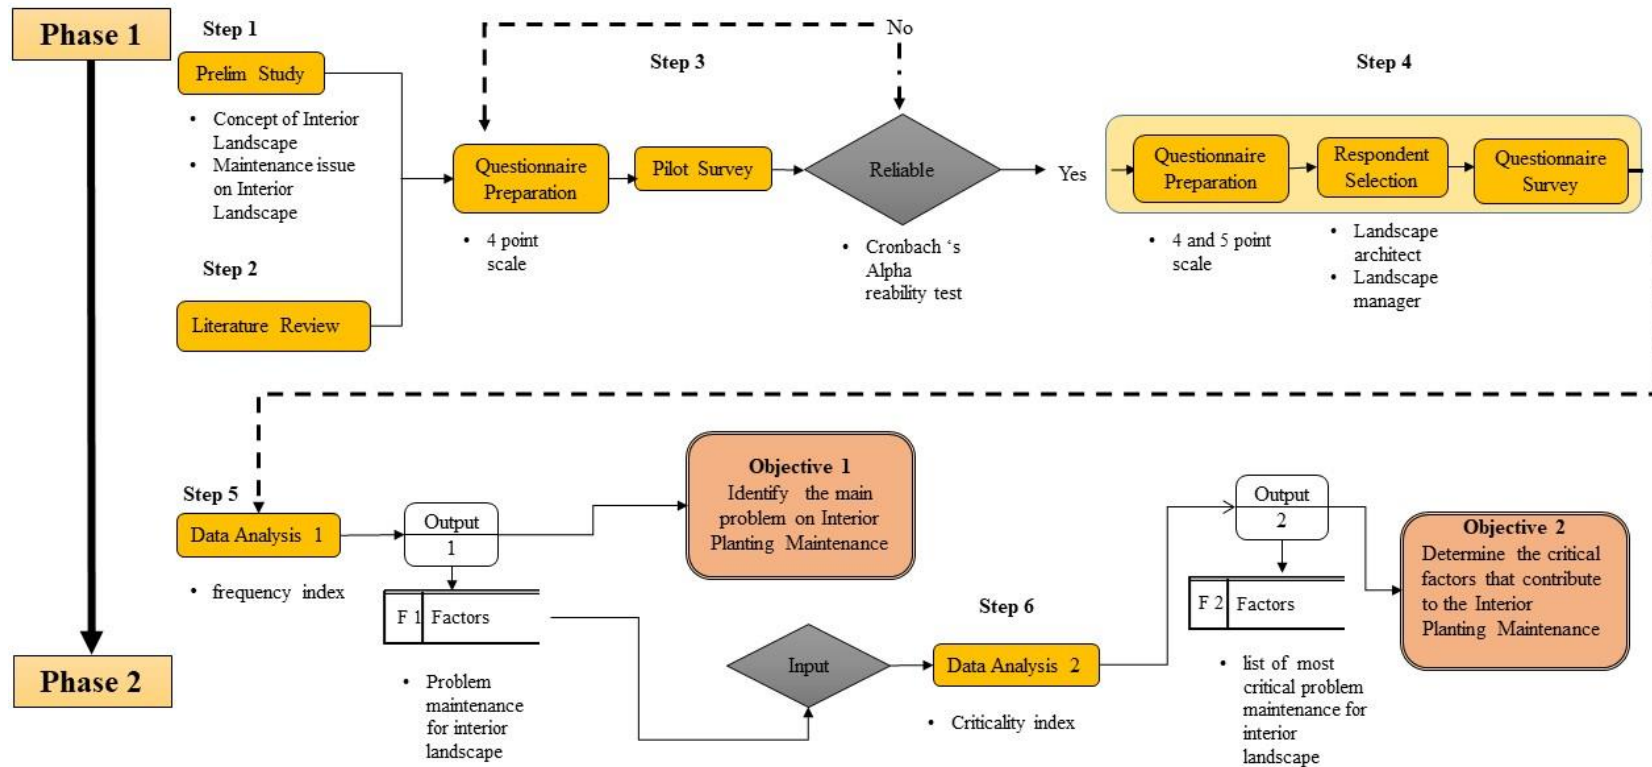 Phase 1
Step 1
Prelim Study
• Concept of Interior
Landscape
• Maintenance issue
on Interior
Landscape
Step 2
Literature Review
No
Step 3
Questionnaire
Preparation
• 4 point
scale
Pilot Survey
Reliable
• Cronbach ‘s
Alpha
reability test
Yes
Step 4
Questionnaire
Preparation
• 4 and 5 point
scale
Respondent
Selection
• Landscape
architect
• Landscape
manager
Questionnaire
Survey
Step 5
Data Analysis 1
• frequency index
Output
1
F 1 Factors
• Problem
maintenance
for interior
landscape
Objective 1
Identify the main
problem on Interior
Planting Maintenance
Input
Step 6
Data Analysis 2
• Criticality index
Output
2
F 2 Factors
• list of most
critical problem
maintenance for
interior
landscape
Objective 2
Determine the critical
factors that contribute
to the Interior
Planting Maintenance
Phase 2